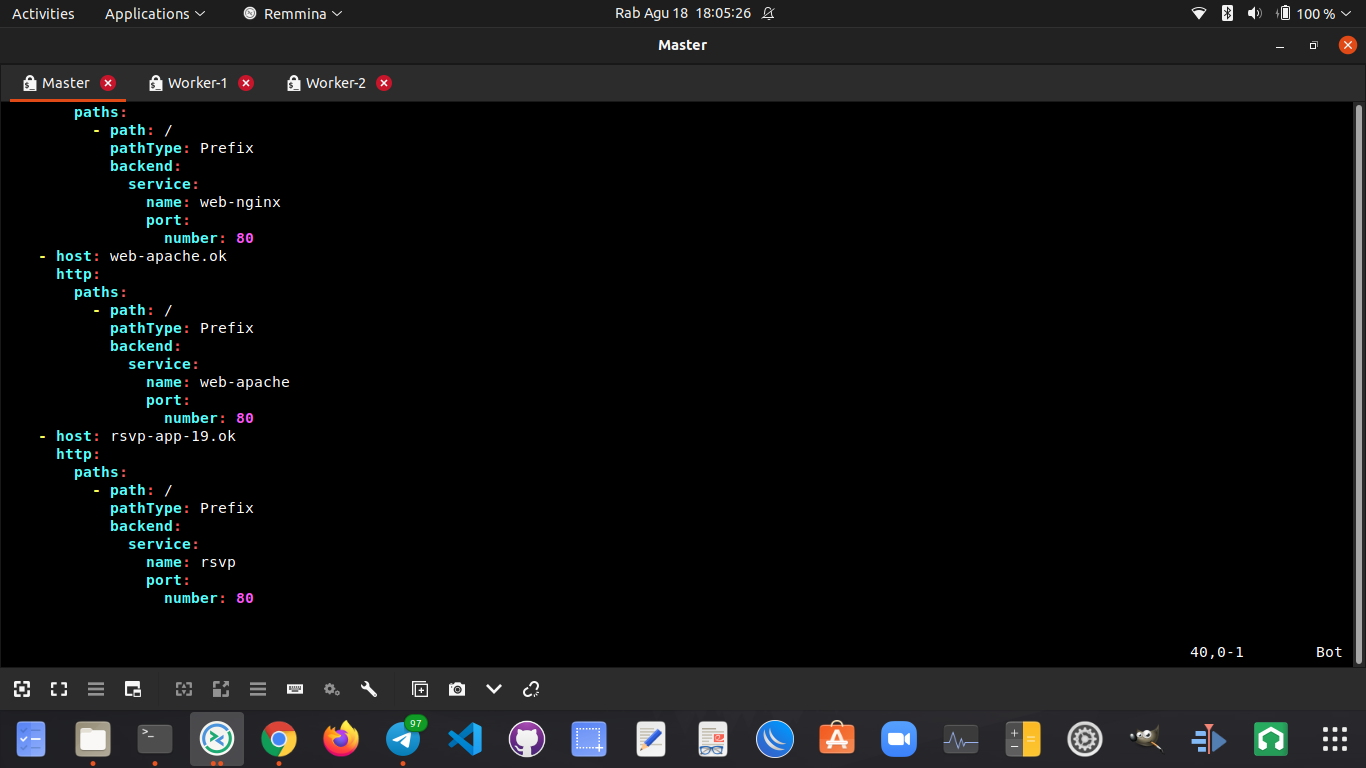 Activities Applications Remmina Rab Agu 18 18:05:26 100 %
Master
Master Worker-1 Worker-2
paths:
- path: /
pathType: Prefix
backend:
service:
name: web-nginx
port:
number: 80
- host: web-apache.ok
http:
paths:
- path: /
pathType: Prefix
backend:
service:
name: web-apache
port:
number: 80
- host: rsvp-app-19.ok
http:
paths:
- path: /
pathType: Prefix
backend:
service:
name: rsvp
port:
number: 80
40,0-1 Bot
97